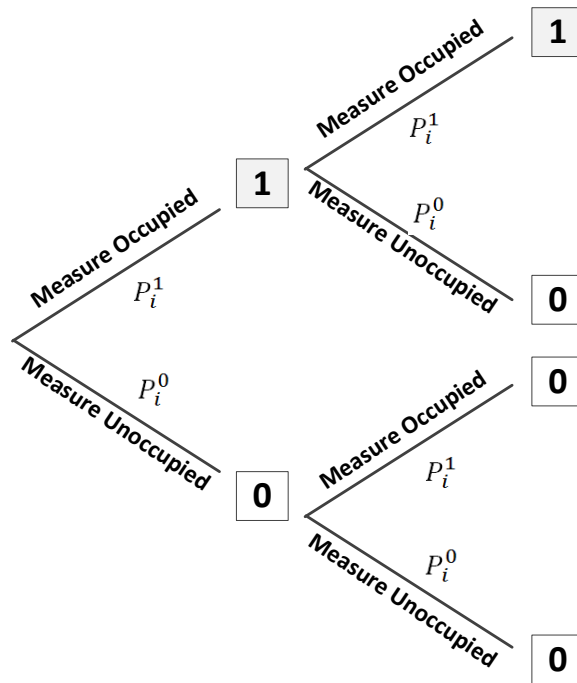 1
Measure Occupied
P_i^1
1
P_i^0
Measure Unoccupied
Measure Occupied
P_i^1
0
0
P_i^0
Measure Unoccupied
Measure Occupied
P_i^1
0
P_i^0
Measure Unoccupied
0